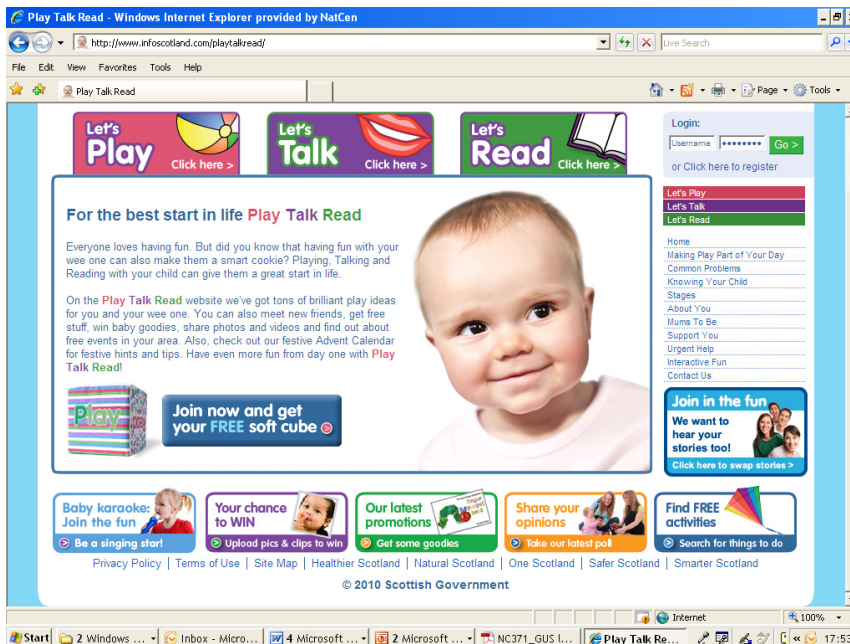 Play Talk Read - Windows Internet Explorer provided by NatCen
http://www.infoscotland.com/playtalkread/
Live Search
File Edit View Favorites Tools Help
Play Talk Read
Page Tools
Let's
Play
Click here >
Let's
Talk
Click here >
Let's
Read
Click here >
Login:
Username
Go >
or Click here to register
Let's Play
Let's Talk
Let's Read
Home
Making Play Part of Your Day
Common Problems
Knowing Your Child
Stages
About You
Mums To Be
Support You
Urgent Help
Interactive Fun
Contact Us
For the best start in life Play Talk Read
Everyone loves having fun. But did you know that having fun with your
wee one can also make them a smart cookie? Playing, Talking and
Reading with your child can give them a great start in life.
On the Play Talk Read website we've got tons of brilliant play ideas
for you and your wee one. You can also meet new friends, get free
stuff, win baby goodies, share photos and videos and find out about
free events in your area. Also, check out our festive Advent Calendar
for festive hints and tips. Have even more fun from day one with Play
Talk Read!
Play
Join now and get
your FREE soft cube
Join in the fun
We want to
hear your
stories too!
Click here to swap stories >
Baby karaoke:
Join the fun
Be a singing star!
Your chance
to WIN
Upload pics & clips to win
Our latest
promotions
Get some goodies
Share your
opinions
Take our latest poll
Find FREE
activities
Search for things to do
Privacy Policy | Terms of Use | Site Map | Healthier Scotland | Natural Scotland | One Scotland | Safer Scotland | Smarter Scotland
© 2010 Scottish Government
Internet
100%
Start
2 Windows ...
Inbox - Micro...
4 Microsoft ...
2 Microsoft ...
NC371_GUS l...
Play Talk Re...
17:53